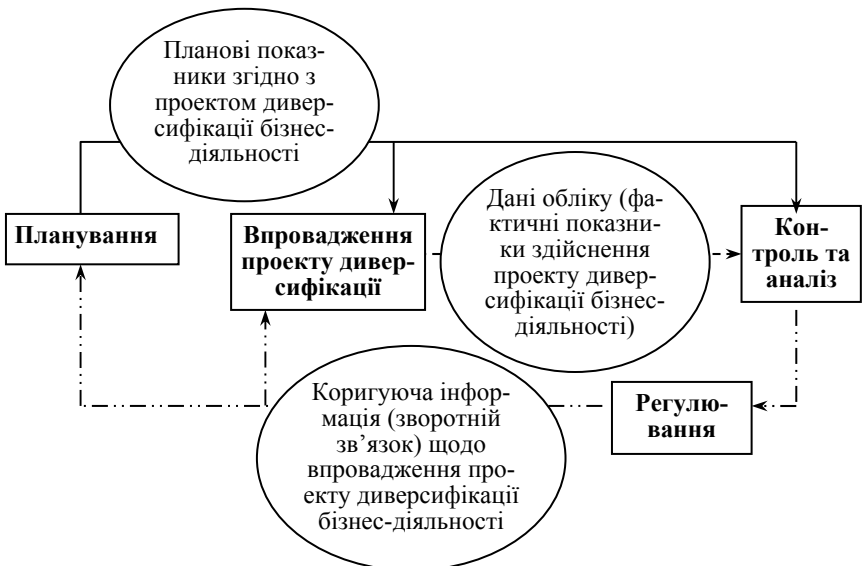 Планові показ-
ники згідно з
проектом дивер-
сифікації бізнес-
діяльності
Планування
Впровадження
проекту дивер-
сифікації
Дані обліку (фа-
ктичні показни-
ки здійснення
проекту дивер-
сифікації бізнес-
діяльності)
Кон-
троль та
аналіз
Коригуюча інфор-
мація (зворотній
зв’язок) щодо
впровадження про-
екту диверсифікації
бізнес-діяльності
Регулю-
вання